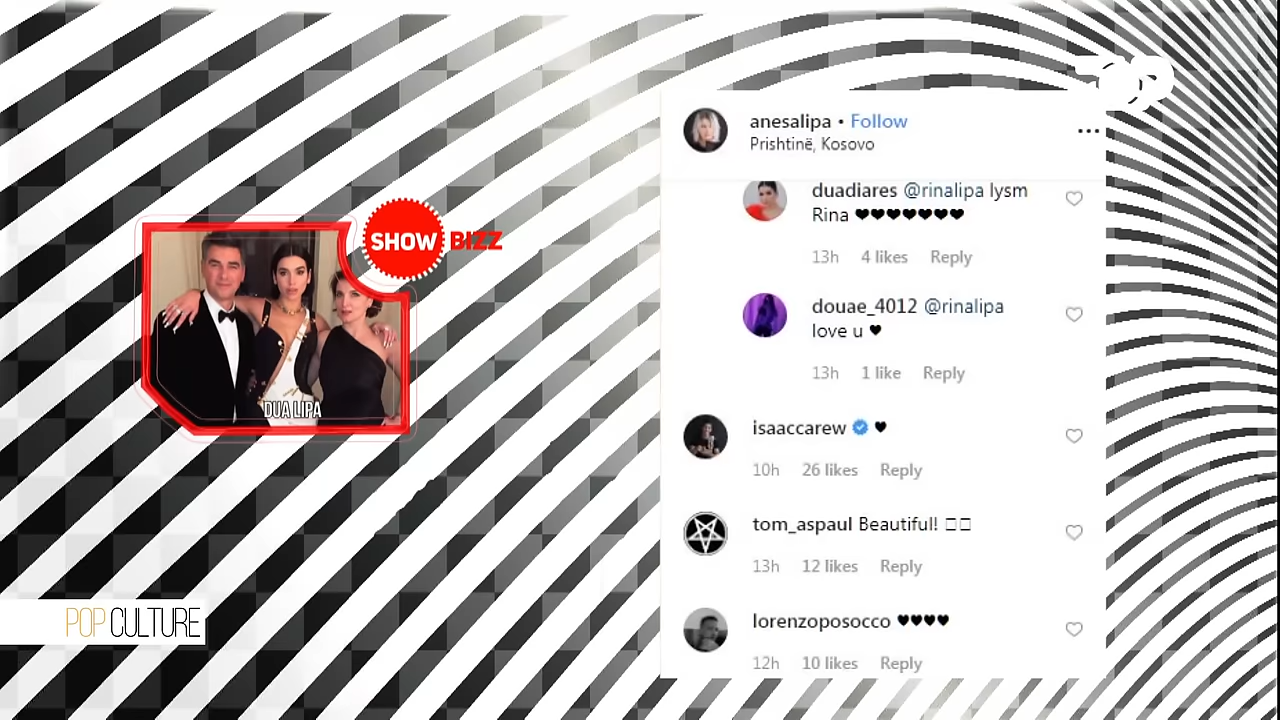 SHOW BIZZ
DUA LIPA
POP CULTURE
anesalipa • Follow
Prishtinë, Kosovo
duadiares @rinalipa lysm
Rina ♥♥♥♥♥♥♥
13h 4 likes Reply
douae_4012 @rinalipa
love u ♥
13h 1 like Reply
isaaccarew ♥
10h 26 likes Reply
tom_aspaul Beautiful! □□
13h 12 likes Reply
lorenzoposocco ♥♥♥♥
12h 10 likes Reply